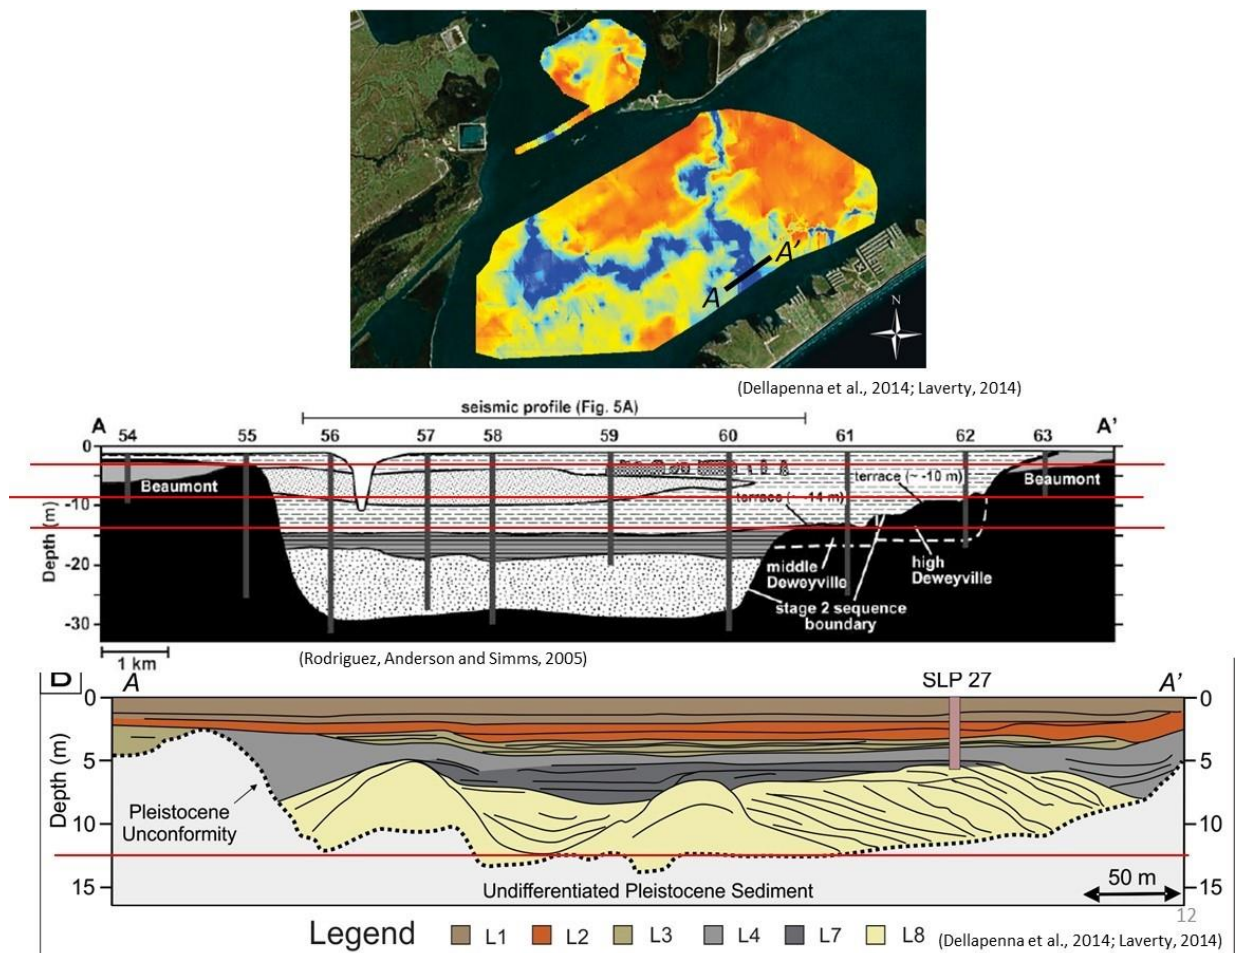 N
A
A'
(Dellapenna et al., 2014; Laverty, 2014)
seismic profile (Fig. 5A)
A
A'
54 55 56 57 58 59 60 61 62 63
0
-10
-20
-30
Depth (m)
Beaumont
terrace (~ -14 m)
terrace (~ -10 m)
Beaumont
middle
Deweyville
high
Deweyville
stage 2 sequence
boundary
1 km
(Rodriguez, Anderson and Simms, 2005)
A
SLP 27
A'
0
5
10
15
Depth (m)
0
5
10
15
Pleistocene
Unconformity
Undifferentiated Pleistocene Sediment
50 m
12
Legend L1 L2 L3 L4 L7 L8 (Dellapenna et al., 2014; Laverty, 2014)